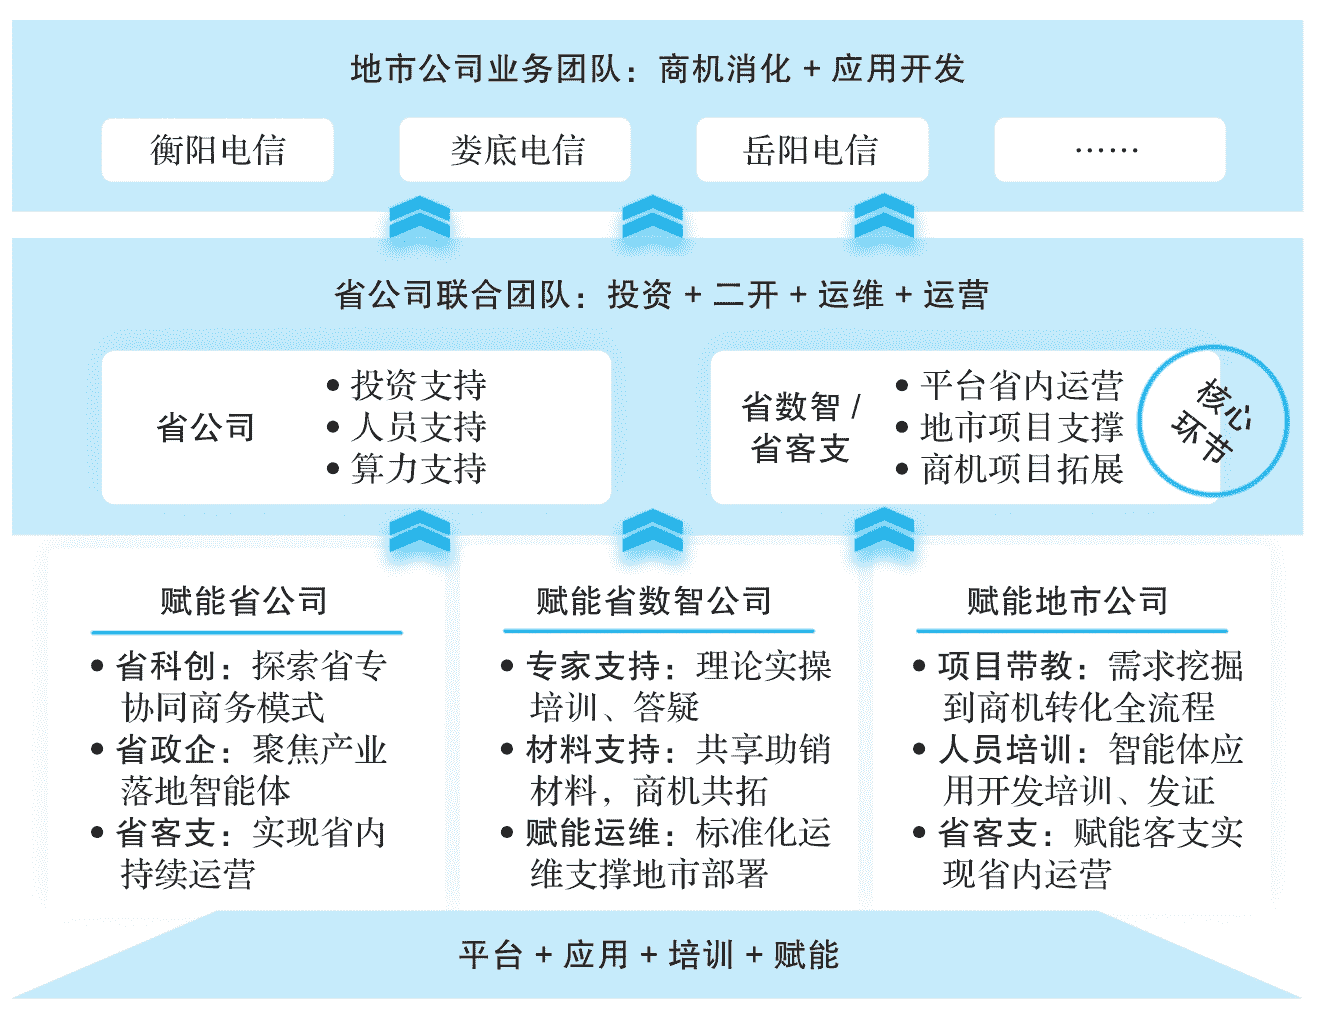 地市公司业务团队：商机消化 + 应用开发
衡阳电信
娄底电信
岳阳电信
……
省公司联合团队：投资 + 二开 + 运维 + 运营
省公司
• 投资支持
• 人员支持
• 算力支持
省数智 /
省客支
• 平台省内运营
• 地市项目支撑
• 商机项目拓展
核心
环节
赋能省公司
• 省科创：探索省专
协同商务模式
• 省政企：聚焦产业
落地智能体
• 省客支：实现省内
持续运营
赋能省数智公司
• 专家支持：理论实操
培训、答疑
• 材料支持：共享助销
材料，商机共拓
• 赋能运维：标准化运
维支撑地市部署
赋能地市公司
• 项目带教：需求挖掘
到商机转化全流程
• 人员培训：智能体应
用开发培训、发证
• 省客支：赋能客支实
现省内运营
平台 + 应用 + 培训 + 赋能